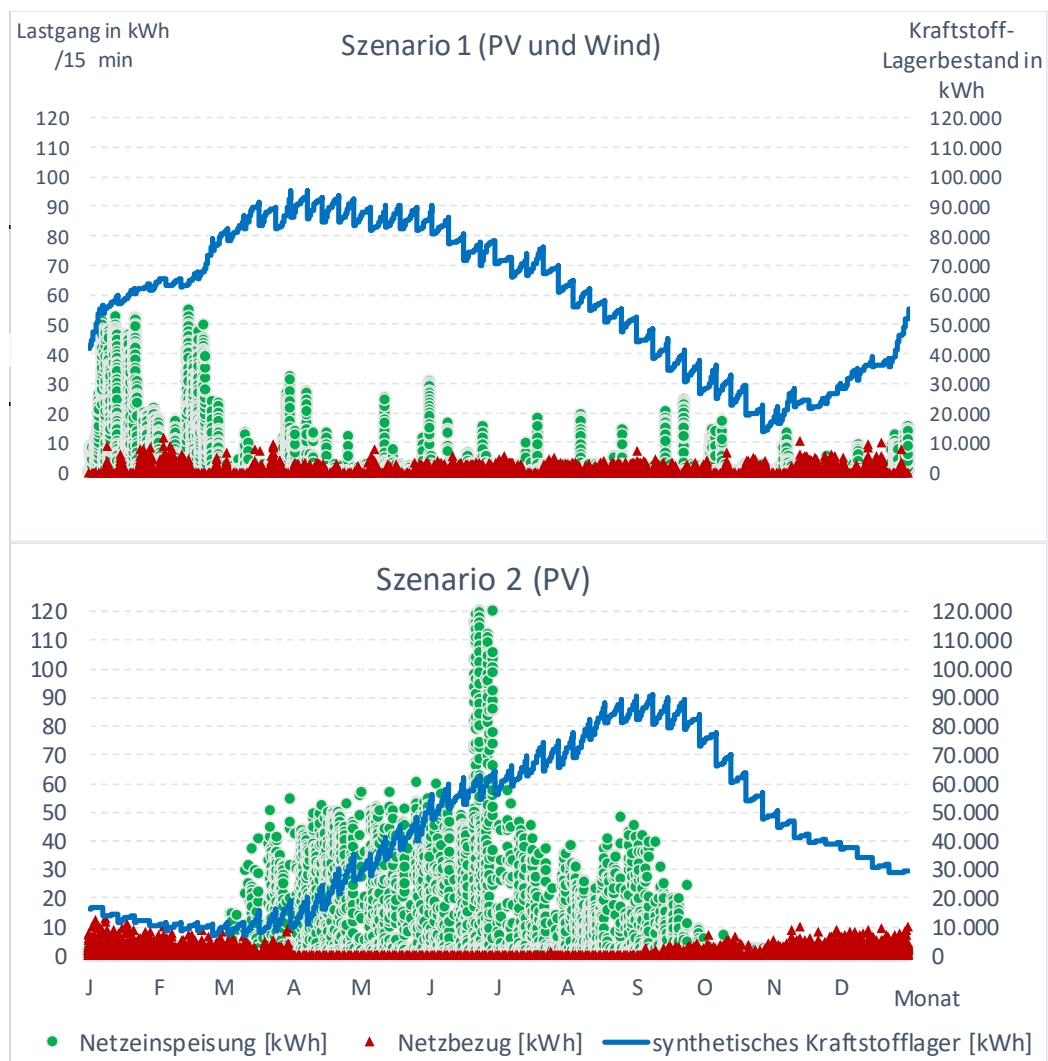 Lastgang in kWh
/15 min
Szenario 1 (PV und Wind)
Kraftstoff-
Lagerbestand in
kWh
120 120.000
110 110.000
100 100.000
90 90.000
80 80.000
70 70.000
60 60.000
50 50.000
40 40.000
30 30.000
20 20.000
10 10.000
0 0
Szenario 2 (PV)
120 120.000
110 110.000
100 100.000
90 90.000
80 80.000
70 70.000
60 60.000
50 50.000
40 40.000
30 30.000
20 20.000
10 10.000
0 0
J F M A M J J A S O N D Monat
Netzeinspeisung [kWh] Netzbezug [kWh] synthetisches Kraftstofflager [kWh]